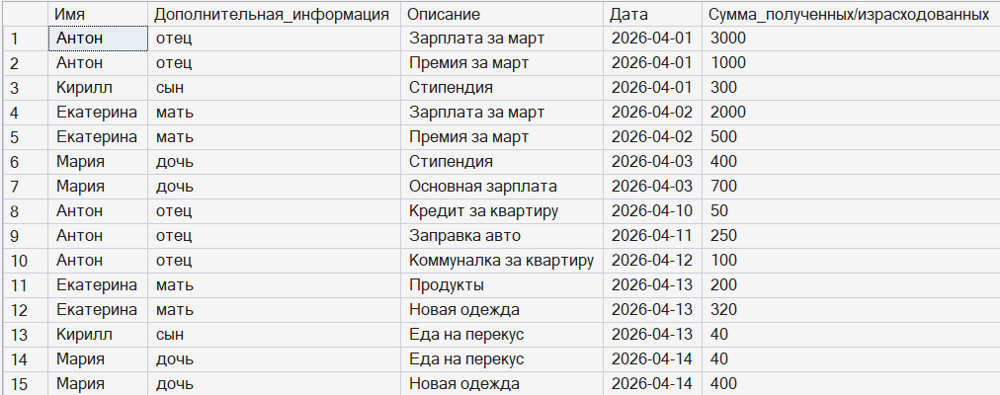 Имя Дополнительная_информация Описание Дата Сумма_полученных/израсходованных
1 Антон отец Зарплата за март 2026-04-01 3000
2 Антон отец Премия за март 2026-04-01 1000
3 Кирилл сын Стипендия 2026-04-01 300
4 Екатерина мать Зарплата за март 2026-04-02 2000
5 Екатерина мать Премия за март 2026-04-02 500
6 Мария дочь Стипендия 2026-04-03 400
7 Мария дочь Основная зарплата 2026-04-03 700
8 Антон отец Кредит за квартиру 2026-04-10 50
9 Антон отец Заправка авто 2026-04-11 250
10 Антон отец Коммуналка за квартиру 2026-04-12 100
11 Екатерина мать Продукты 2026-04-13 200
12 Екатерина мать Новая одежда 2026-04-13 320
13 Кирилл сын Еда на перекус 2026-04-13 40
14 Мария дочь Еда на перекус 2026-04-14 40
15 Мария дочь Новая одежда 2026-04-14 400